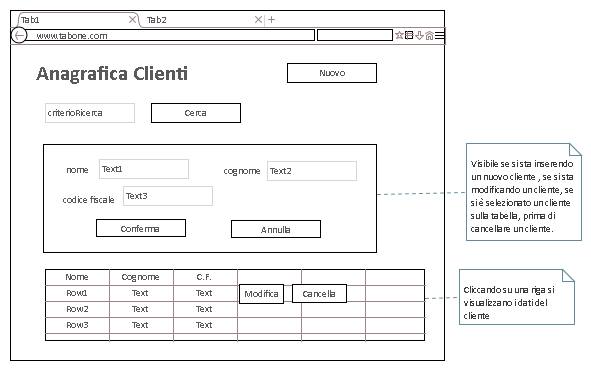 Tab1 Tab2
www.tabone.com
Anagrafica Clienti Nuovo
criterioRicerca Cerca
nome Text1 cognome Text2
codice fiscale Text3
Conferma Annulla
Visibile se si sta inserendo
un nuovo cliente , se si sta
modificando un cliente, se
si è selezionato un cliente
sulla tabella, prima di
cancellare un cliente.
Nome Cognome C.F.
Row1 Text Text Modifica Cancella
Row2 Text Text
Row3 Text Text
Cliccando su una riga si
visualizzano i dati del
cliente